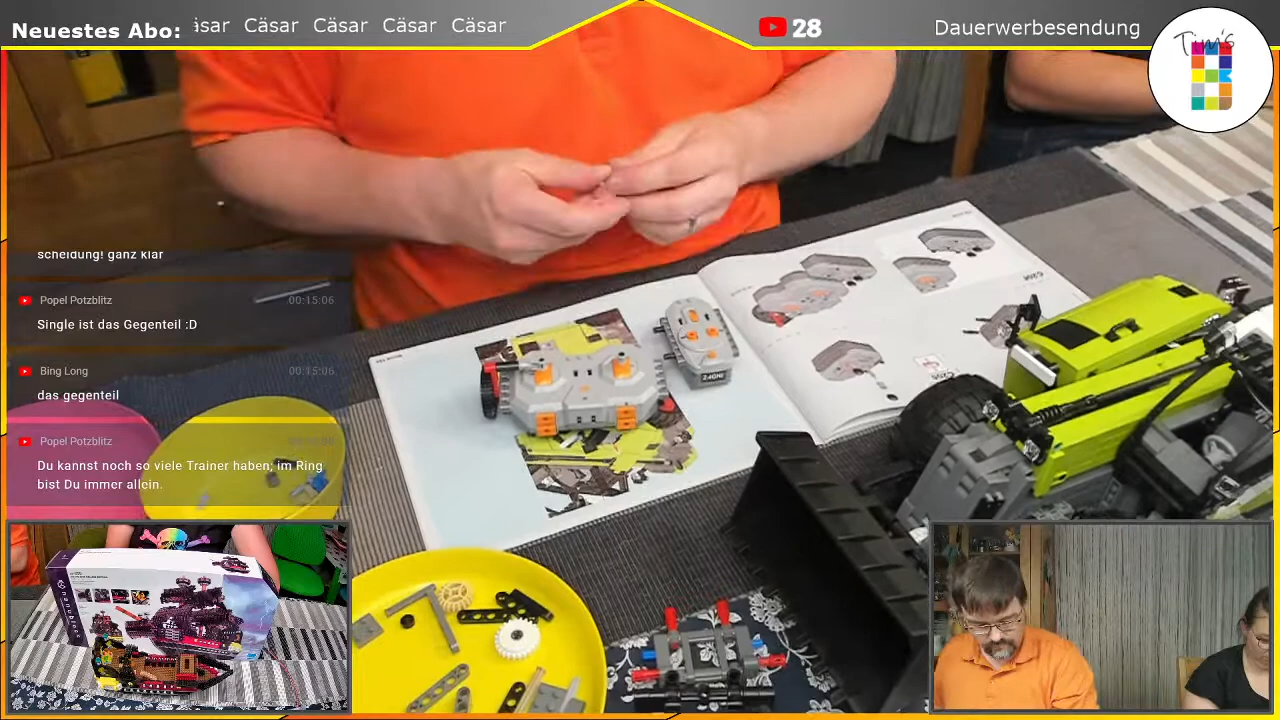 Neuestes Abo:
Cäsar Cäsar Cäsar Cäsar
28
Dauerwerbesendung
Tim's
scheidung! ganz klar
Popel Potzblitz 00:15:06
Single ist das Gegenteil :D
Bing Long 00:15:06
das gegenteil
Popel Potzblitz
Du kannst noch so viele Trainer haben; im Ring
bist Du immer allein.
2.4GHz